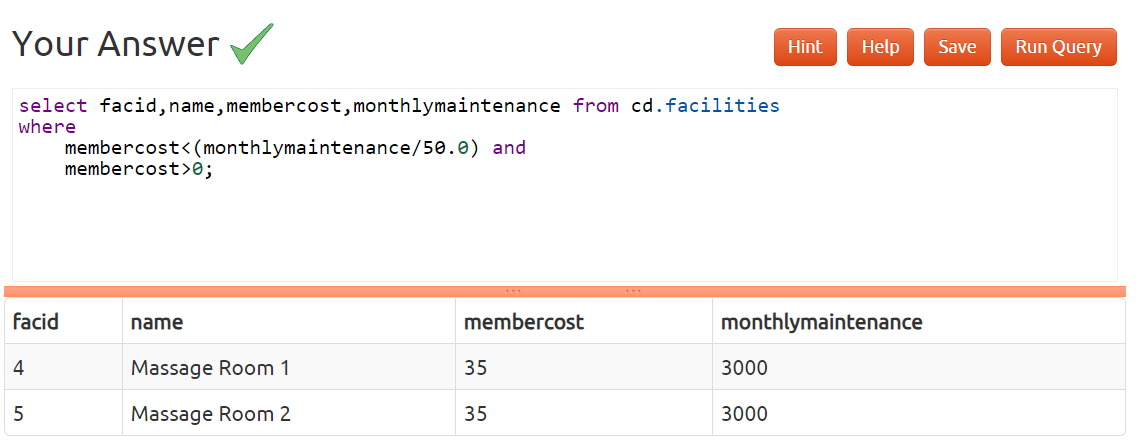 Your Answer
Hint Help Save Run Query
select facid,name,membercost,monthlymaintenance from cd.facilities
where
    membercost<(monthlymaintenance/50.0) and
    membercost>0;
facid name membercost monthlymaintenance
4 Massage Room 1 35 3000
5 Massage Room 2 35 3000